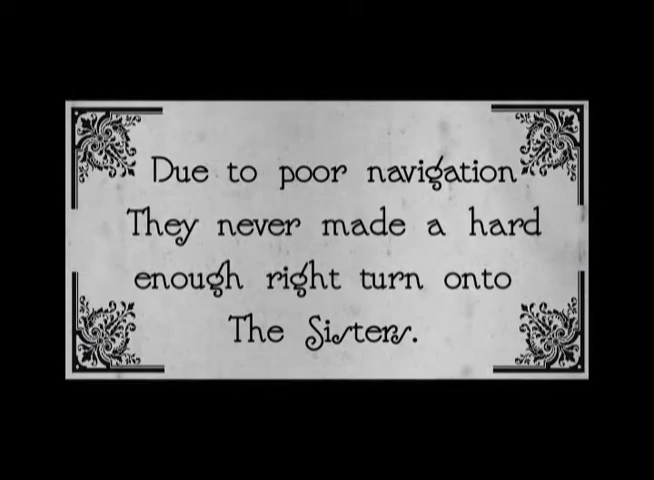 Due to poor navigation
They never made a hard
enough right turn onto
The Sisters.